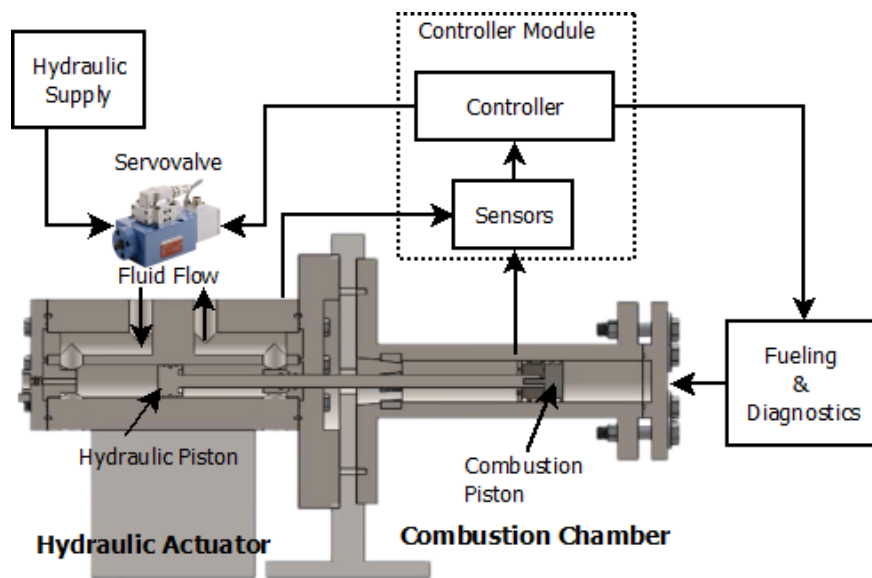 Controller Module
Hydraulic
Supply
Controller
Servovalve
Sensors
Fluid Flow
Fueling
&
Diagnostics
Hydraulic Piston
Combustion
Piston
Hydraulic Actuator
Combustion Chamber